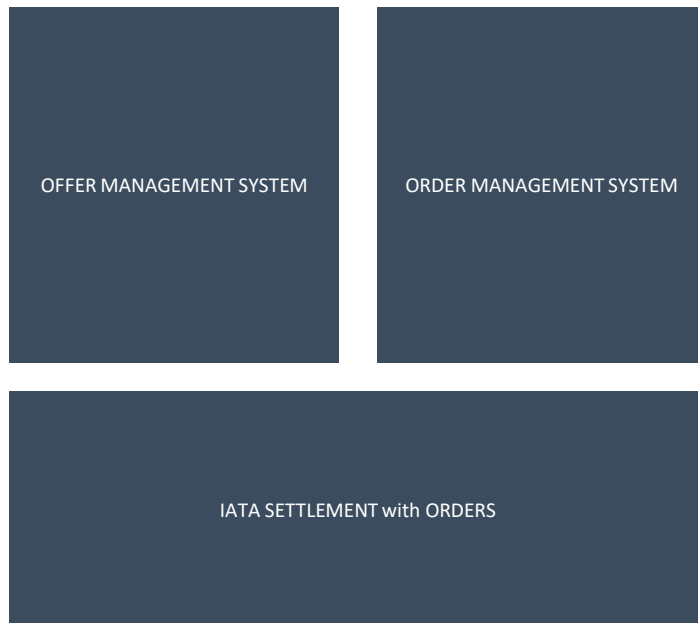 OFFER MANAGEMENT SYSTEM
ORDER MANAGEMENT SYSTEM
IATA SETTLEMENT with ORDERS